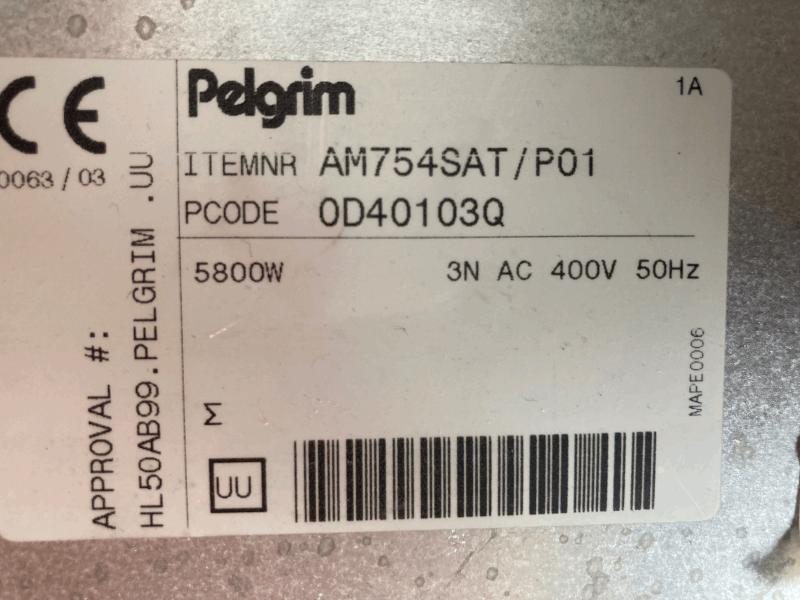 CE
0063 / 03
APPROVAL #:
HL50AB99.PELGRIM .UU
Pelgrim
1A
ITEMNR AM754SAT/P01
PCODE 0D40103Q
5800W 3N AC 400V 50Hz
MAPE0006
M
UU